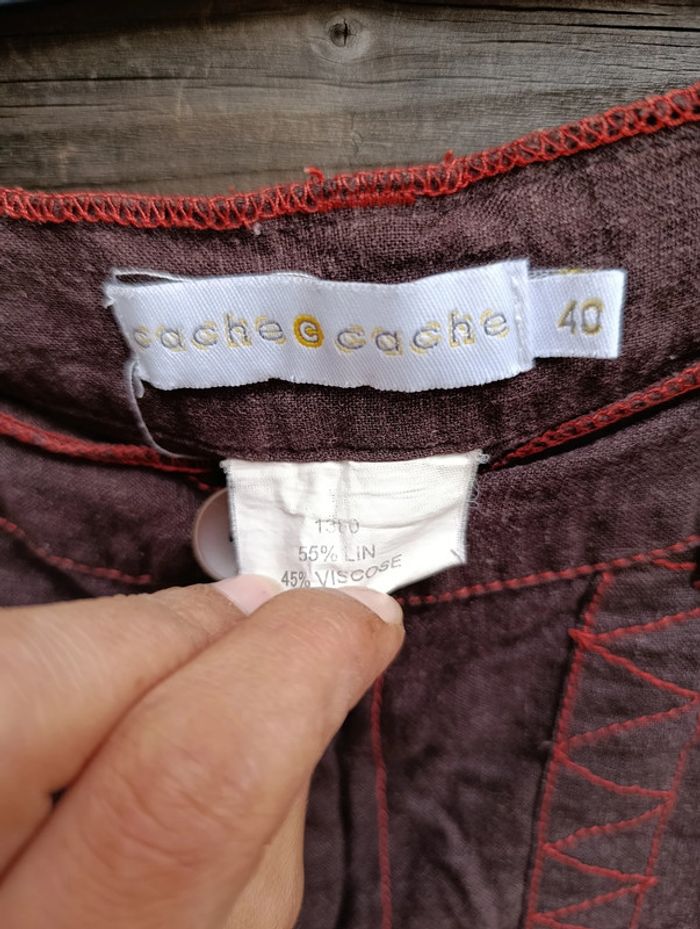 cache c cache
40
55% LIN
45% VISCOSE